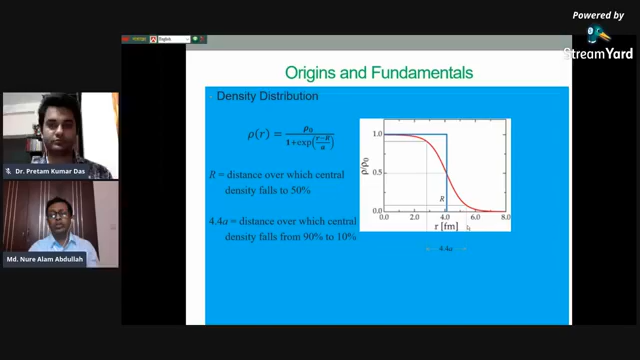 Powered by
StreamYard
English
Origins and Fundamentals
Density Distribution
ρ(r) = ρ₀ / 1+exp((r−R)/a)
R = distance over which central
density falls to 50%
4.4a = distance over which central
density falls from 90% to 10%
ρ/ρ₀
1.0
0.5
0.0
R
0.0 2.0 4.0 6.0 8.0
r [fm]
4.4a
Dr. Pretam Kumar Das
Md. Nure Alam Abdullah